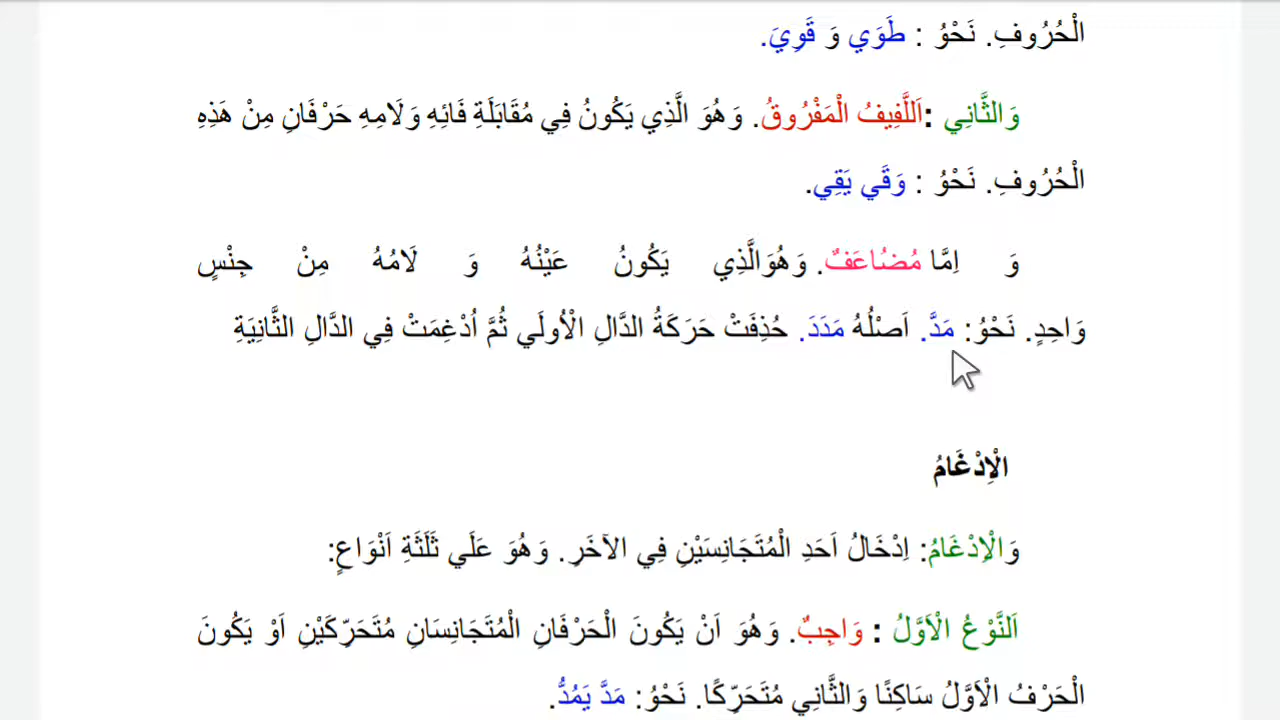 الْحُرُوفِ. نَحْوُ : طَوَي وَ قَوِيَ.
وَالثَّانِي :اَللَّفِيفُ الْمَفْرُوقُ. وَهُوَ الَّذِي يَكُونُ فِي مُقَابَلَةِ فَائِهِ وَلَامِهِ حَرْفَانِ مِنْ هَذِهِ
الْحُرُوفِ. نَحْوُ : وَقَي يَقِي.
وَ اِمَّا مُضُاعَفٌ. وَهُوَالَّذِي يَكُونُ عَيْنُهُ وَ لَامُهُ مِنْ جِنْسٍ
وَاحِدٍ. نَحْوُ: مَدَّ. اَصْلُهُ مَدَدَ. حُذِفَتْ حَرَكَةُ الدَّالِ الْاُولَي ثُمَّ اُدْغِمَتْ فِي الدَّالِ الثَّانِيَةِ
الْاِدْغَامُ
وَالْاِدْغَامُ: اِدْخَالُ اَحَدِ الْمُتَجَانِسَيْنِ فِي الآخَرِ. وَهُوَ عَلَي ثَلَثَةِ اَنْوَاعٍ:
اَلنَّوْعُ الْاَوَّلُ : وَاجِبٌ. وَهُوَ اَنْ يَكُونَ الْحَرْفَانِ الْمُتَجَانِسَانِ مُتَحَرِّكَيْنِ اَوْ يَكُونَ
الْحَرْفُ الْاَوَّلُ سَاكِنًا وَالثَّانِي مُتَحَرِّكًا. نَحْوُ: مَدَّ يَمُدُّ.